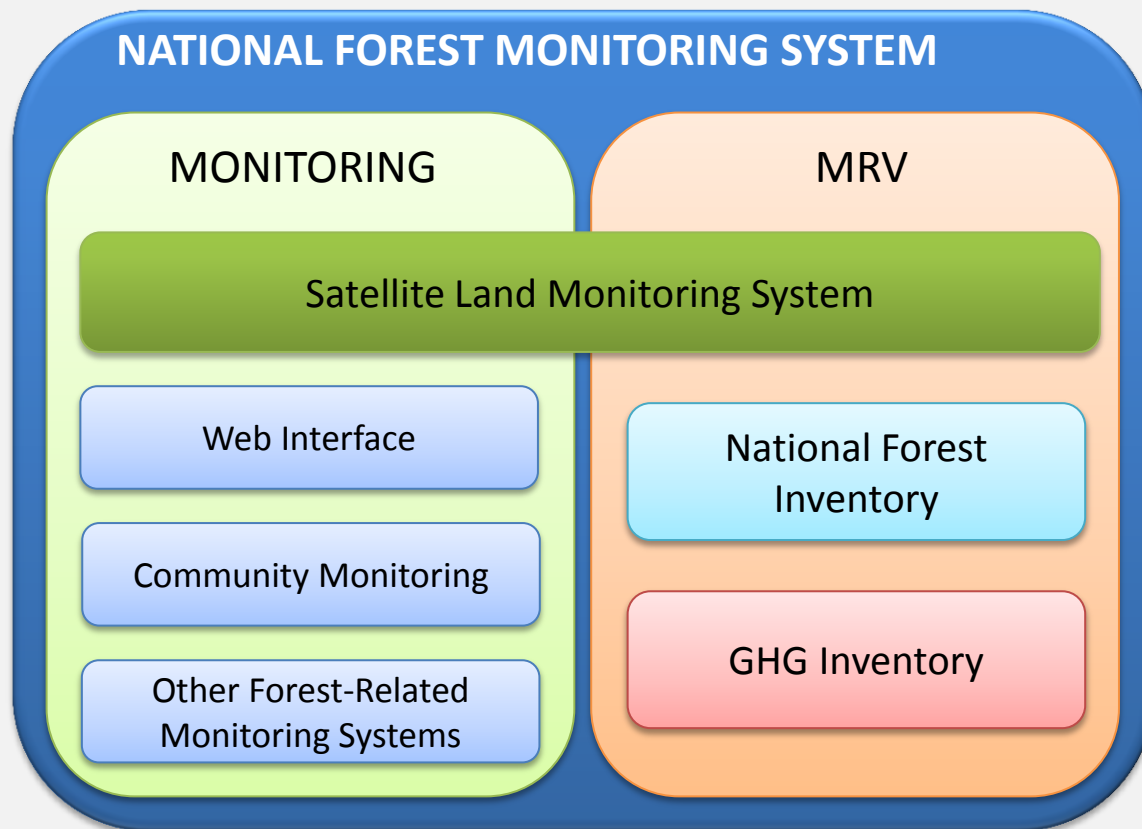 NATIONAL FOREST MONITORING SYSTEM
MONITORING
MRV
Satellite Land Monitoring System
Web Interface
Community Monitoring
Other Forest-Related
Monitoring Systems
National Forest
Inventory
GHG Inventory